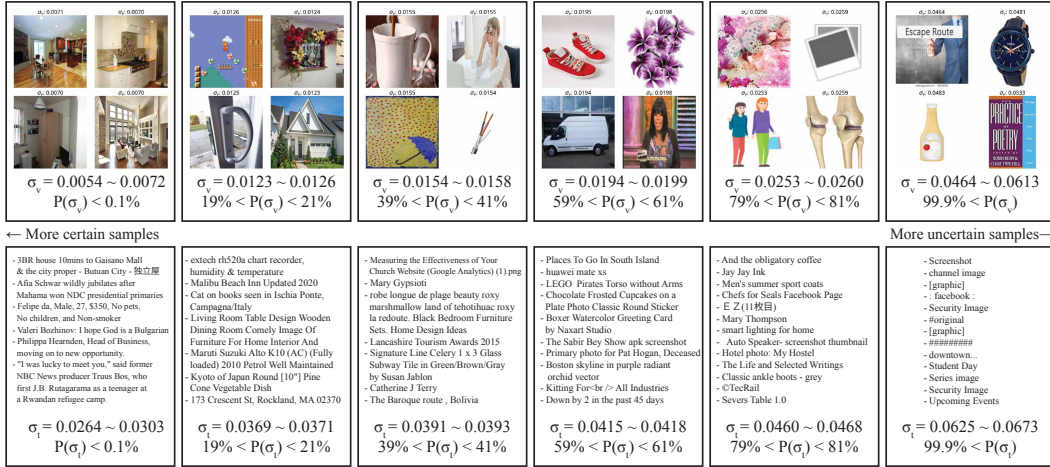 σv: 0.0071
σv: 0.0070
σv: 0.0070
σv: 0.0070
σv = 0.0054 ~ 0.0072
P(σv) < 0.1%
σv: 0.0126
σv: 0.0124
σv: 0.0125
σv: 0.0123
σv = 0.0123 ~ 0.0126
19% < P(σv) < 21%
σv: 0.0155
σv: 0.0155
σv: 0.0155
σv: 0.0154
σv = 0.0154 ~ 0.0158
39% < P(σv) < 41%
σv: 0.0195
σv: 0.0198
σv: 0.0194
σv: 0.0198
σv = 0.0194 ~ 0.0199
59% < P(σv) < 61%
σv: 0.0256
σv: 0.0259
σv: 0.0253
σv: 0.0259
σv = 0.0253 ~ 0.0260
79% < P(σv) < 81%
σv: 0.0464
σv: 0.0481
Escape Route
σv: 0.0483
σv: 0.0533
PRACTICE
POETRY
σv = 0.0464 ~ 0.0613
99.9% < P(σv)
← More certain samples
More uncertain samples—
- 3BR house 10mins to Gaisano Mall
& the city proper - Butuan City - 独立屋
- Afia Schwar wildly jubilates after
Mahama won NDC presidential primaries
- Felipe da, Male, 27, $350, No pets,
No children, and Non-smoker
- Valeri Bozhinov: I hope God is a Bulgarian
- Philippa Hearnden, Head of Business,
moving on to new opportunity.
- "I was lucky to meet you," said former
NBC News producer Truus Bos, who
first J.B. Rutagarama as a teenager at
a Rwandan refugee camp.
σt = 0.0264 ~ 0.0303
P(σt) < 0.1%
- extech rh520a chart recorder,
humidity & temperature
- Malibu Beach Inn Updated 2020
- Cat on books seen in Ischia Ponte,
Campagna/Italy
- Living Room Table Design Wooden
Dining Room Comely Image Of
Furniture For Home Interior And
- Maruti Suzuki Alto K10 (AC) (Fully
loaded) 2010 Petrol Well Maintained
- Kyoto of Japan Round [10"] Pine
Cone Vegetable Dish
- 173 Crescent St, Rockland, MA 02370
σt = 0.0369 ~ 0.0371
19% < P(σt) < 21%
- Measuring the Effectiveness of Your
Church Website (Google Analytics) (1).png
- Mary Gypsioti
- robe longue de plage beauty roxy
marshmallow land of tehotihuac roxy
la redoute. Black Bedroom Furniture
Sets. Home Design Ideas
- Lancashire Tourism Awards 2015
- Signature Line Celery 1 x 3 Glass
Subway Tile in Green/Brown/Gray
by Susan Jablon
- Catherine J Terry
- The Baroque route , Bolivia
σt = 0.0391 ~ 0.0393
39% < P(σt) < 41%
- Places To Go In South Island
- huawei mate xs
- LEGO Pirates Torso without Arms
- Chocolate Frosted Cupcakes on a
Plate Photo Classic Round Sticker
- Boxer Watercolor Greeting Card
by Naxart Studio
- The Sabir Bey Show apk screenshot
- Primary photo for Pat Hogan, Deceased
- Boston skyline in purple radiant
orchid vector
- Kitting For<br /> All Industries
- Down by 2 in the past 45 days
σt = 0.0415 ~ 0.0418
59% < P(σt) < 61%
- And the obligatory coffee
- Jay Jay Ink
- Men's summer sport coats
- Chefs for Seals Facebook Page
- E Z(11枚目)
- Mary Thompson
- smart lighting for home
- Auto Speaker- screenshot thumbnail
- Hotel photo: My Hostel
- The Life and Selected Writings
- Classic ankle boots - grey
- ©TecRail
- Severs Table 1.0
σt = 0.0460 ~ 0.0468
79% < P(σt) < 81%
- Screenshot
- channel image
- [graphic]
- : facebook :
- Security Image
- #original
- [graphic]
- #########
- downtown...
- Student Day
- Series image
- Security Image
- Upcoming Events
σt = 0.0625 ~ 0.0673
99.9% < P(σt)